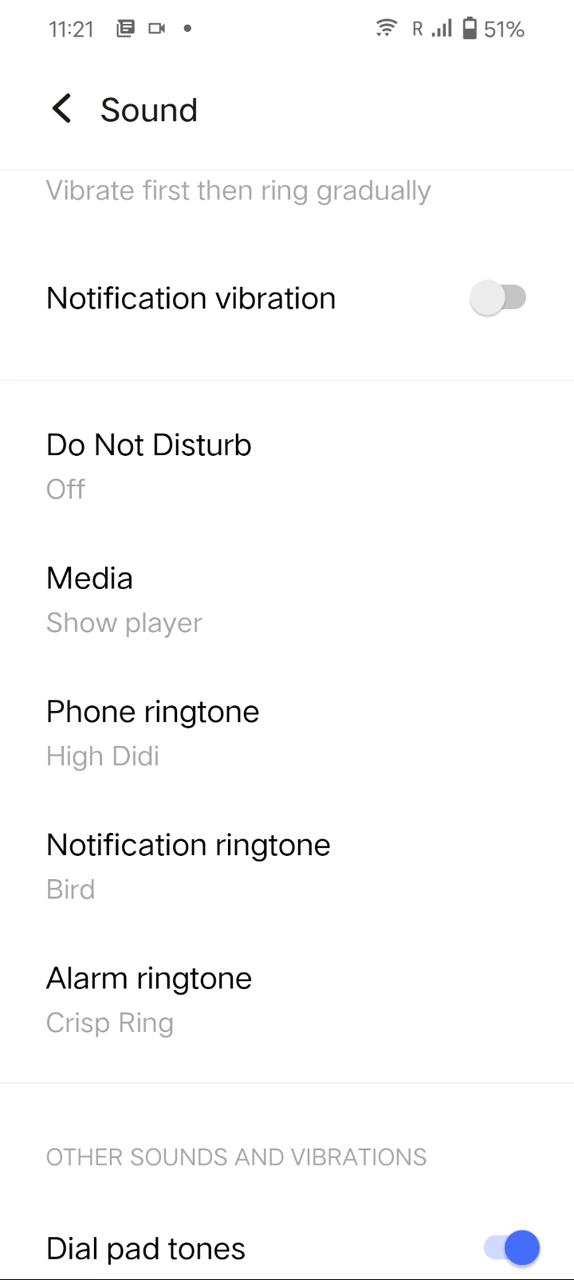 11:21 R 51%
Sound
Vibrate first then ring gradually
Notification vibration
Do Not Disturb
Off
Media
Show player
Phone ringtone
High Didi
Notification ringtone
Bird
Alarm ringtone
Crisp Ring
OTHER SOUNDS AND VIBRATIONS
Dial pad tones